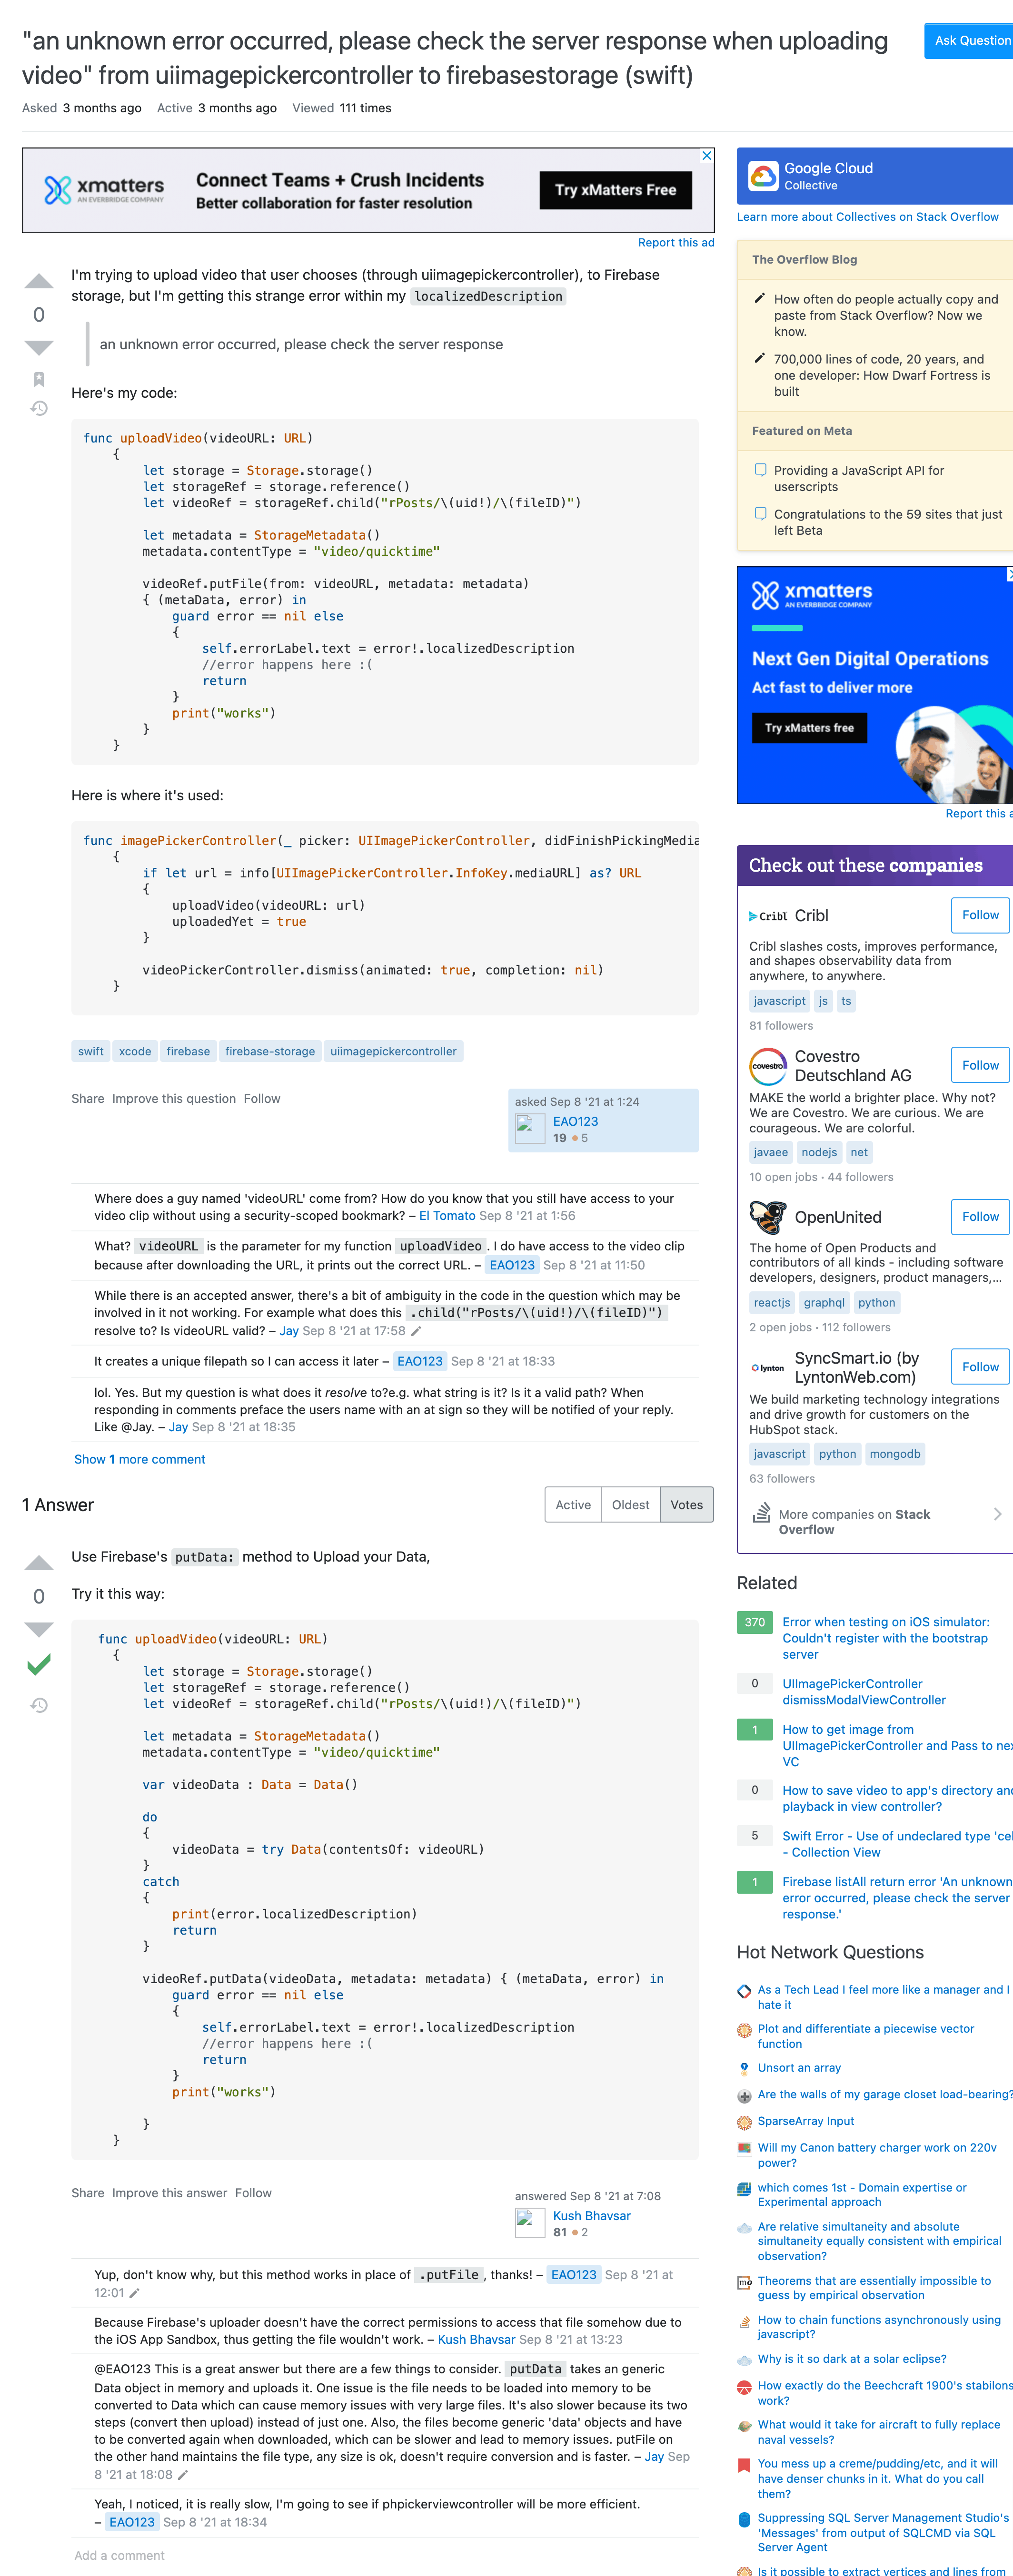 "an unknown error occurred, please check the server response when uploading
video" from uiimagepickercontroller to firebasestorage (swift)
Ask Question
Asked 3 months ago Active 3 months ago Viewed 111 times
xmatters
AN EVERBRIDGE COMPANY
Connect Teams + Crush Incidents
Better collaboration for faster resolution
Try xMatters Free
Report this ad
0
I'm trying to upload video that user chooses (through uiimagepickercontroller), to Firebase
storage, but I'm getting this strange error within my localizedDescription
an unknown error occurred, please check the server response
Here's my code:
func uploadVideo(videoURL: URL)
{
let storage = Storage.storage()
let storageRef = storage.reference()
let videoRef = storageRef.child("rPosts/\(uid!)/\(fileID)")
let metadata = StorageMetadata()
metadata.contentType = "video/quicktime"
videoRef.putFile(from: videoURL, metadata: metadata)
{ (metaData, error) in
guard error == nil else
{
self.errorLabel.text = error!.localizedDescription
//error happens here :(
return
}
print("works")
}
}
Here is where it's used:
func imagePickerController(_ picker: UIImagePickerController, didFinishPickingMedia
{
if let url = info[UIImagePickerController.InfoKey.mediaURL] as? URL
{
uploadVideo(videoURL: url)
uploadedYet = true
}
videoPickerController.dismiss(animated: true, completion: nil)
}
swift xcode firebase firebase-storage uiimagepickercontroller
Share Improve this question Follow
asked Sep 8 '21 at 1:24
EAO123
19 ●5
Where does a guy named 'videoURL' come from? How do you know that you still have access to your
video clip without using a security-scoped bookmark? – El Tomato Sep 8 '21 at 1:56
What? videoURL is the parameter for my function uploadVideo . I do have access to the video clip
because after downloading the URL, it prints out the correct URL. – EAO123 Sep 8 '21 at 11:50
While there is an accepted answer, there's a bit of ambiguity in the code in the question which may be
involved in it not working. For example what does this .child("rPosts/\(uid!)/\(fileID)")
resolve to? Is videoURL valid? – Jay Sep 8 '21 at 17:58
It creates a unique filepath so I can access it later – EAO123 Sep 8 '21 at 18:33
lol. Yes. But my question is what does it resolve to?e.g. what string is it? Is it a valid path? When
responding in comments preface the users name with an at sign so they will be notified of your reply.
Like @Jay. – Jay Sep 8 '21 at 18:35
Show 1 more comment
1 Answer
Active Oldest Votes
0
Use Firebase's putData: method to Upload your Data,
Try it this way:
func uploadVideo(videoURL: URL)
{
let storage = Storage.storage()
let storageRef = storage.reference()
let videoRef = storageRef.child("rPosts/\(uid!)/\(fileID)")
let metadata = StorageMetadata()
metadata.contentType = "video/quicktime"
var videoData : Data = Data()
do
{
videoData = try Data(contentsOf: videoURL)
}
catch
{
print(error.localizedDescription)
return
}
videoRef.putData(videoData, metadata: metadata) { (metaData, error) in
guard error == nil else
{
self.errorLabel.text = error!.localizedDescription
//error happens here :(
return
}
print("works")
}
}
Share Improve this answer Follow
answered Sep 8 '21 at 7:08
Kush Bhavsar
81 ●2
Yup, don't know why, but this method works in place of .putFile , thanks! – EAO123 Sep 8 '21 at
12:01
Because Firebase's uploader doesn't have the correct permissions to access that file somehow due to
the iOS App Sandbox, thus getting the file wouldn't work. – Kush Bhavsar Sep 8 '21 at 13:23
@EAO123 This is a great answer but there are a few things to consider. putData takes an generic
Data object in memory and uploads it. One issue is the file needs to be loaded into memory to be
converted to Data which can cause memory issues with very large files. It's also slower because its two
steps (convert then upload) instead of just one. Also, the files become generic 'data' objects and have
to be converted again when downloaded, which can be slower and lead to memory issues. putFile on
the other hand maintains the file type, any size is ok, doesn't require conversion and is faster. – Jay Sep
8 '21 at 18:08
Yeah, I noticed, it is really slow, I'm going to see if phpickerviewcontroller will be more efficient.
– EAO123 Sep 8 '21 at 18:34
Add a comment
Google Cloud
Collective
Learn more about Collectives on Stack Overflow
The Overflow Blog
How often do people actually copy and
paste from Stack Overflow? Now we
know.
700,000 lines of code, 20 years, and
one developer: How Dwarf Fortress is
built
Featured on Meta
Providing a JavaScript API for
userscripts
Congratulations to the 59 sites that just
left Beta
xmatters
AN EVERBRIDGE COMPANY
Next Gen Digital Operations
Act fast to deliver more
Try xMatters free
Report this a
Check out these companies
Cribl Cribl
Follow
Cribl slashes costs, improves performance,
and shapes observability data from
anywhere, to anywhere.
javascript js ts
81 followers
covestro
Covestro
Deutschland AG
Follow
MAKE the world a brighter place. Why not?
We are Covestro. We are curious. We are
courageous. We are colorful.
javaee nodejs net
10 open jobs · 44 followers
OpenUnited
Follow
The home of Open Products and
contributors of all kinds - including software
developers, designers, product managers,...
reactjs graphql python
2 open jobs · 112 followers
lynton
SyncSmart.io (by
LyntonWeb.com)
Follow
We build marketing technology integrations
and drive growth for customers on the
HubSpot stack.
javascript python mongodb
63 followers
More companies on Stack
Overflow
Related
370 Error when testing on iOS simulator:
Couldn't register with the bootstrap
server
0 UIImagePickerController
dismissModalViewController
1 How to get image from
UIImagePickerController and Pass to nex
VC
0 How to save video to app's directory and
playback in view controller?
5 Swift Error - Use of undeclared type 'cel
- Collection View
1 Firebase listAll return error 'An unknown
error occurred, please check the server
response.'
Hot Network Questions
As a Tech Lead I feel more like a manager and I
hate it
Plot and differentiate a piecewise vector
function
Unsort an array
Are the walls of my garage closet load-bearing?
SparseArray Input
Will my Canon battery charger work on 220v
power?
which comes 1st - Domain expertise or
Experimental approach
Are relative simultaneity and absolute
simultaneity equally consistent with empirical
observation?
Theorems that are essentially impossible to
guess by empirical observation
How to chain functions asynchronously using
javascript?
Why is it so dark at a solar eclipse?
How exactly do the Beechcraft 1900's stabilons
work?
What would it take for aircraft to fully replace
naval vessels?
You mess up a creme/pudding/etc, and it will
have denser chunks in it. What do you call
them?
Suppressing SQL Server Management Studio's
'Messages' from output of SQLCMD via SQL
Server Agent
Is it possible to extract vertices and lines from